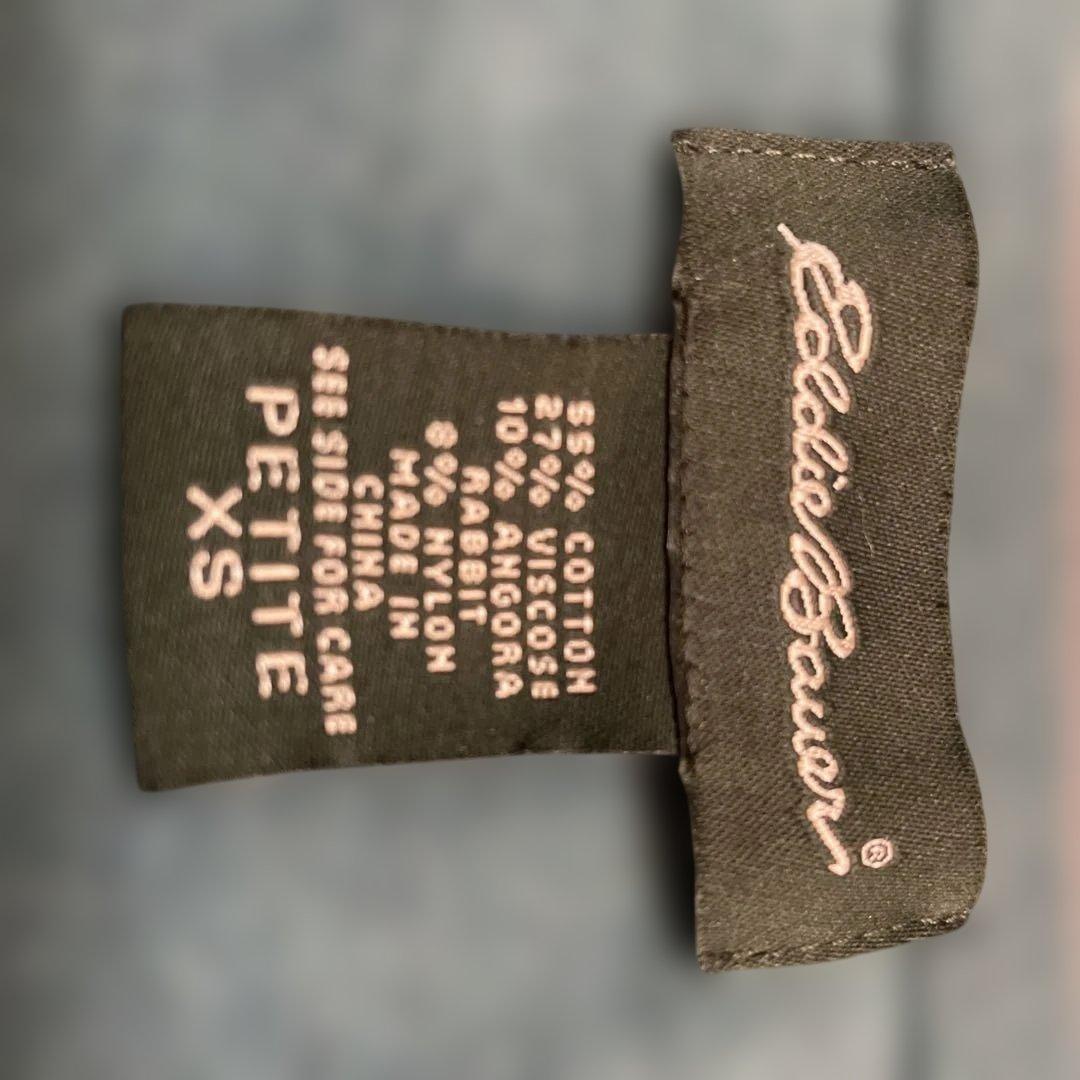 Eddie Bauer®
55% COTTON
27% VISCOSE
10% ANGORA
RABBIT
8% NYLON
MADE IN
CHINA
SEE SIDE FOR CARE
PETITE
XS